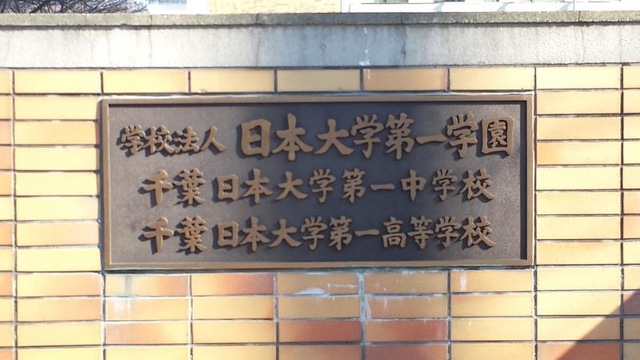 学校法人 日本大学第一学園
千葉日本大学第一中学校
千葉日本大学第一高等学校